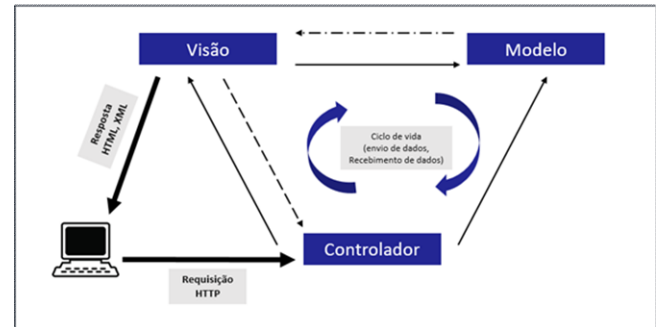 Visão
Modelo
Resposta
HTML, XML
Ciclo de vida
(envio de dados,
Recebimento de dados)
Controlador
Requisição
HTTP